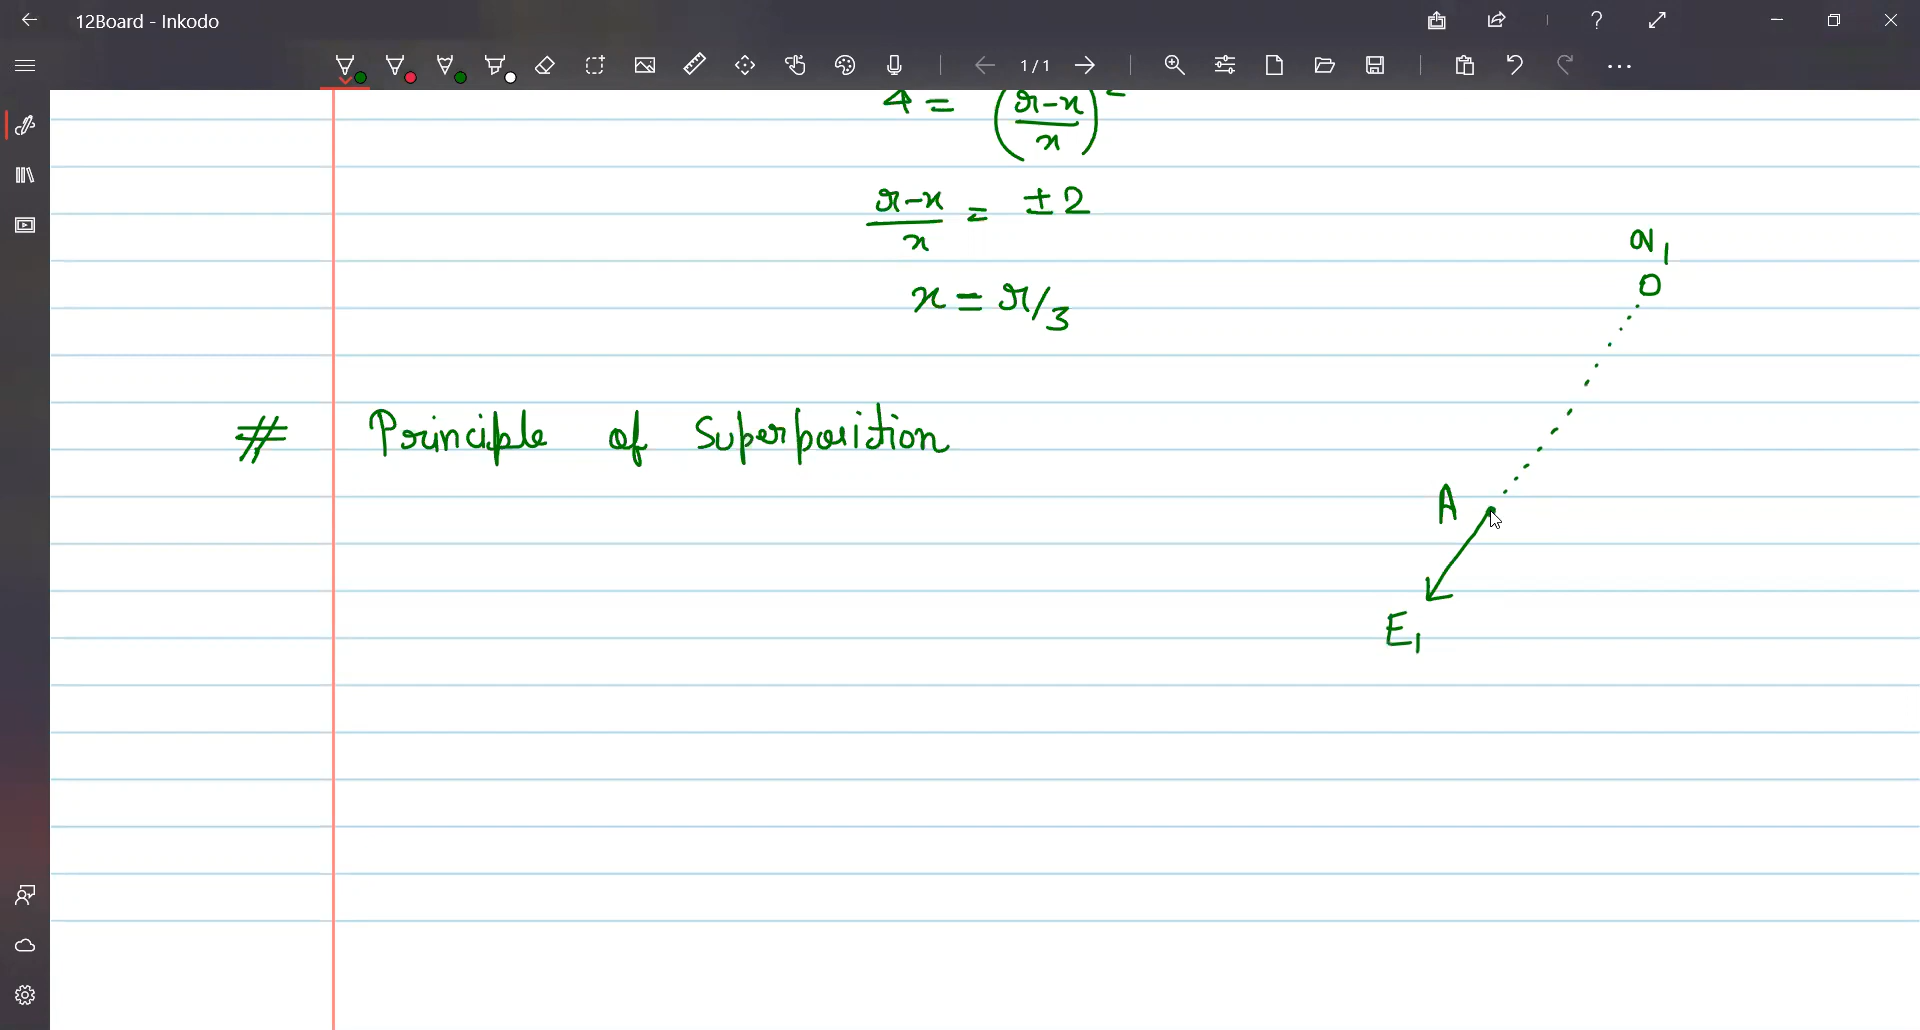 12Board - Inkodo
1 / 1
4 = (r-x/x)²
r-x/x = ±2
x = r/3
# Principle of Superposition
q1
A
E1